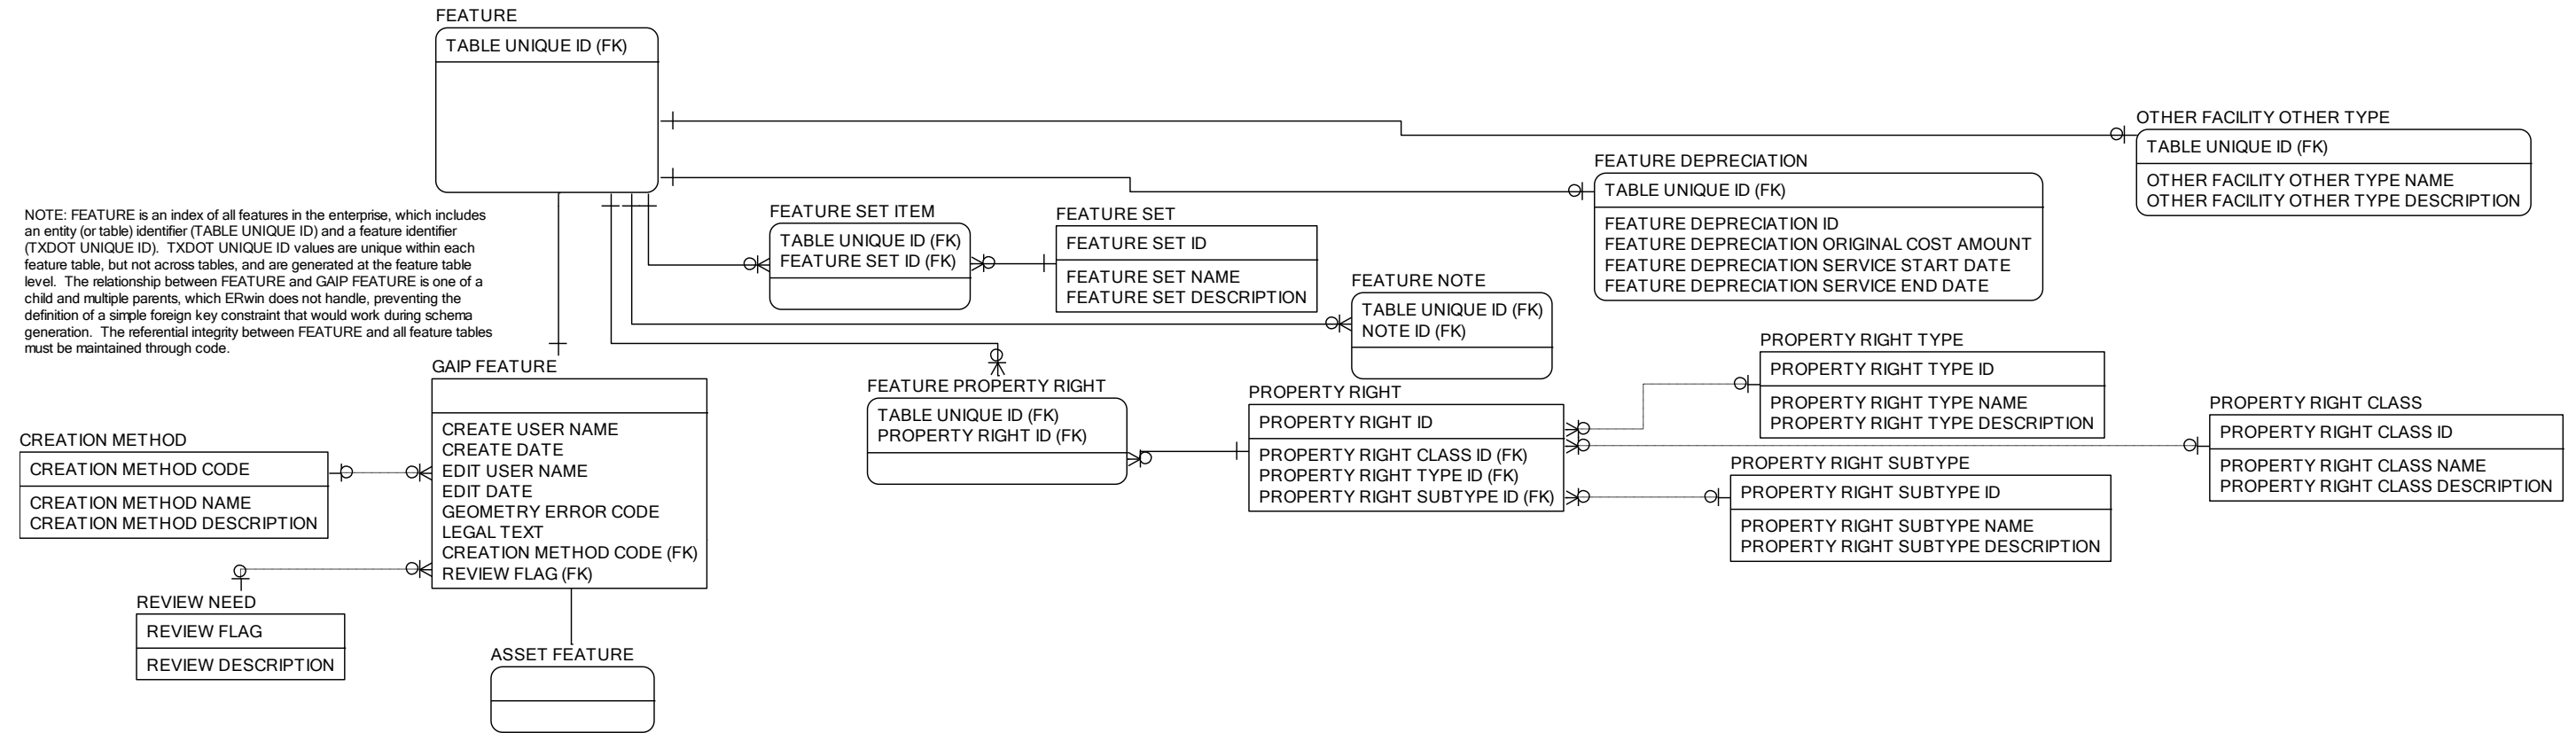 FEATURE
TABLE UNIQUE ID (FK)
OTHER FACILITY OTHER TYPE
TABLE UNIQUE ID (FK)
OTHER FACILITY OTHER TYPE NAME
OTHER FACILITY OTHER TYPE DESCRIPTION
FEATURE DEPRECIATION
TABLE UNIQUE ID (FK)
FEATURE DEPRECIATION ID
FEATURE DEPRECIATION ORIGINAL COST AMOUNT
FEATURE DEPRECIATION SERVICE START DATE
FEATURE DEPRECIATION SERVICE END DATE
NOTE: FEATURE is an index of all features in the enterprise, which includes
an entity (or table) identifier (TABLE UNIQUE ID) and a feature identifier
(TXDOT UNIQUE ID).  TXDOT UNIQUE ID values are unique within each
feature table, but not across tables, and are generated at the feature table
level.  The relationship between FEATURE and GAIP FEATURE is one of a
child and multiple parents, which ERwin does not handle, preventing the
definition of a simple foreign key constraint that would work during schema
generation.  The referential integrity between FEATURE and all feature tables
must be maintained through code.
FEATURE SET ITEM
TABLE UNIQUE ID (FK)
FEATURE SET ID (FK)
FEATURE SET
FEATURE SET ID
FEATURE SET NAME
FEATURE SET DESCRIPTION
FEATURE NOTE
TABLE UNIQUE ID (FK)
NOTE ID (FK)
GAIP FEATURE
CREATE USER NAME
CREATE DATE
EDIT USER NAME
EDIT DATE
GEOMETRY ERROR CODE
LEGAL TEXT
CREATION METHOD CODE (FK)
REVIEW FLAG (FK)
FEATURE PROPERTY RIGHT
TABLE UNIQUE ID (FK)
PROPERTY RIGHT ID (FK)
PROPERTY RIGHT
PROPERTY RIGHT ID
PROPERTY RIGHT CLASS ID (FK)
PROPERTY RIGHT TYPE ID (FK)
PROPERTY RIGHT SUBTYPE ID (FK)
PROPERTY RIGHT TYPE
PROPERTY RIGHT TYPE ID
PROPERTY RIGHT TYPE NAME
PROPERTY RIGHT TYPE DESCRIPTION
PROPERTY RIGHT CLASS
PROPERTY RIGHT CLASS ID
PROPERTY RIGHT CLASS NAME
PROPERTY RIGHT CLASS DESCRIPTION
PROPERTY RIGHT SUBTYPE
PROPERTY RIGHT SUBTYPE ID
PROPERTY RIGHT SUBTYPE NAME
PROPERTY RIGHT SUBTYPE DESCRIPTION
CREATION METHOD
CREATION METHOD CODE
CREATION METHOD NAME
CREATION METHOD DESCRIPTION
REVIEW NEED
REVIEW FLAG
REVIEW DESCRIPTION
ASSET FEATURE